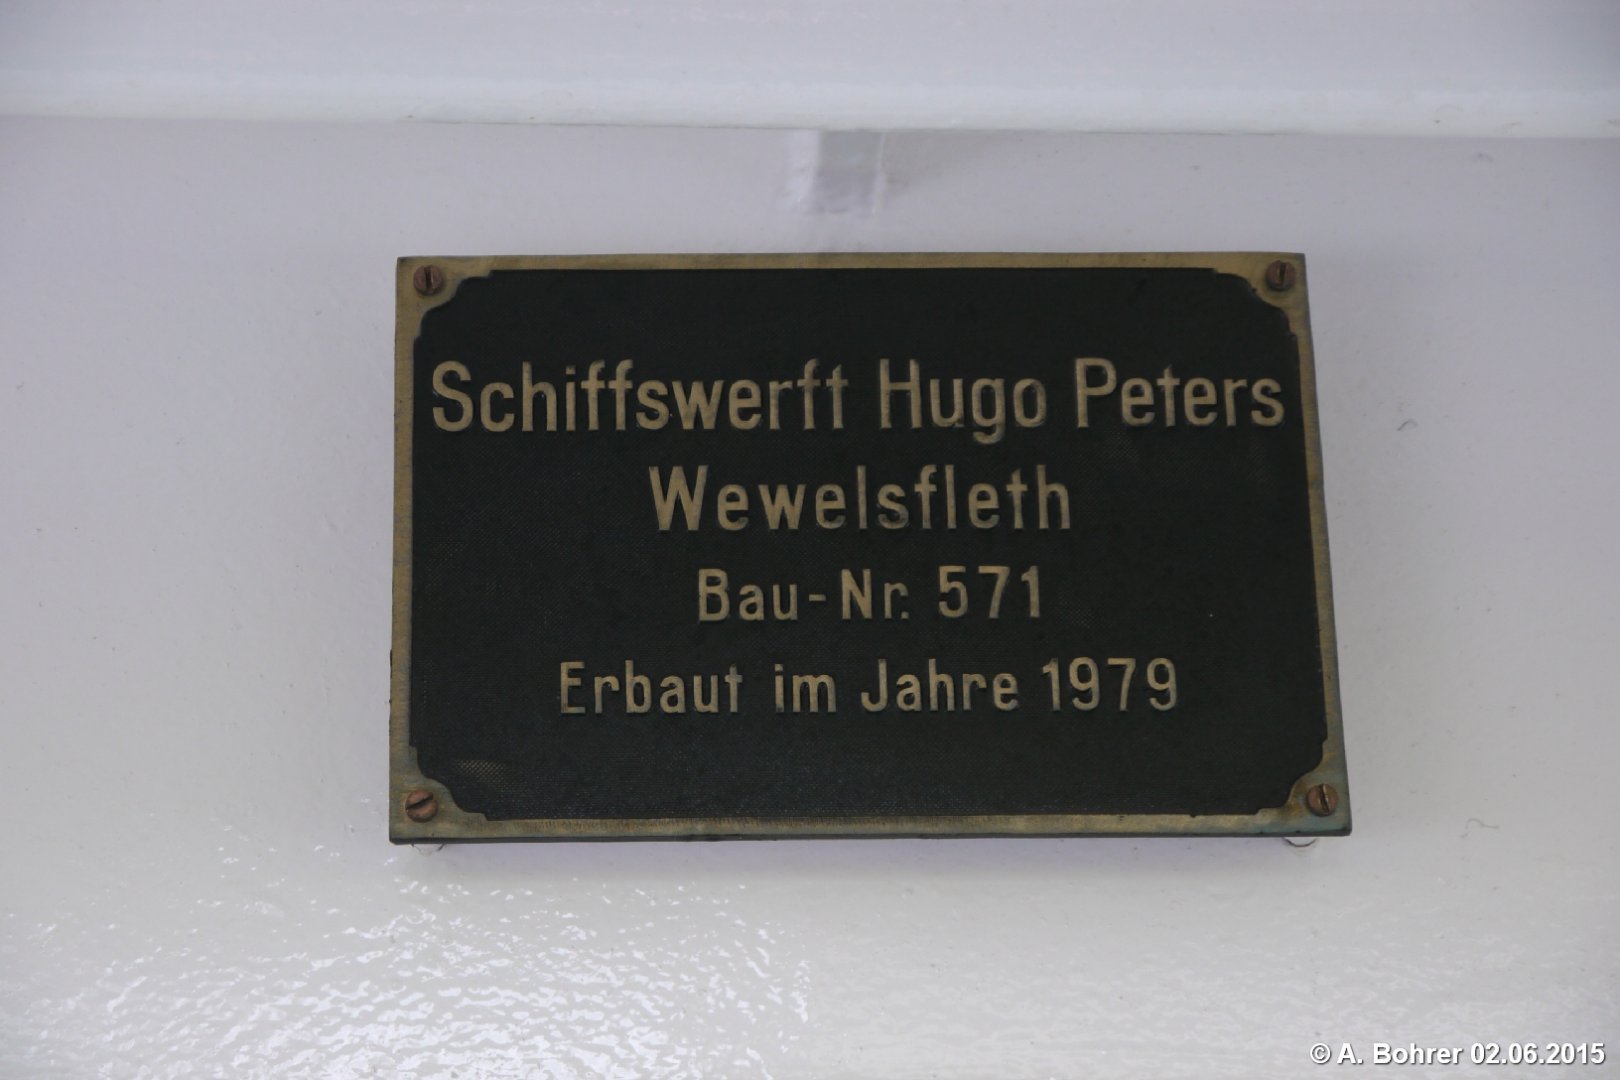 Schiffswerft Hugo Peters
Wewelsfleth
Bau-Nr. 571
Erbaut im Jahre 1979
© A. Bohrer 02.06.2015